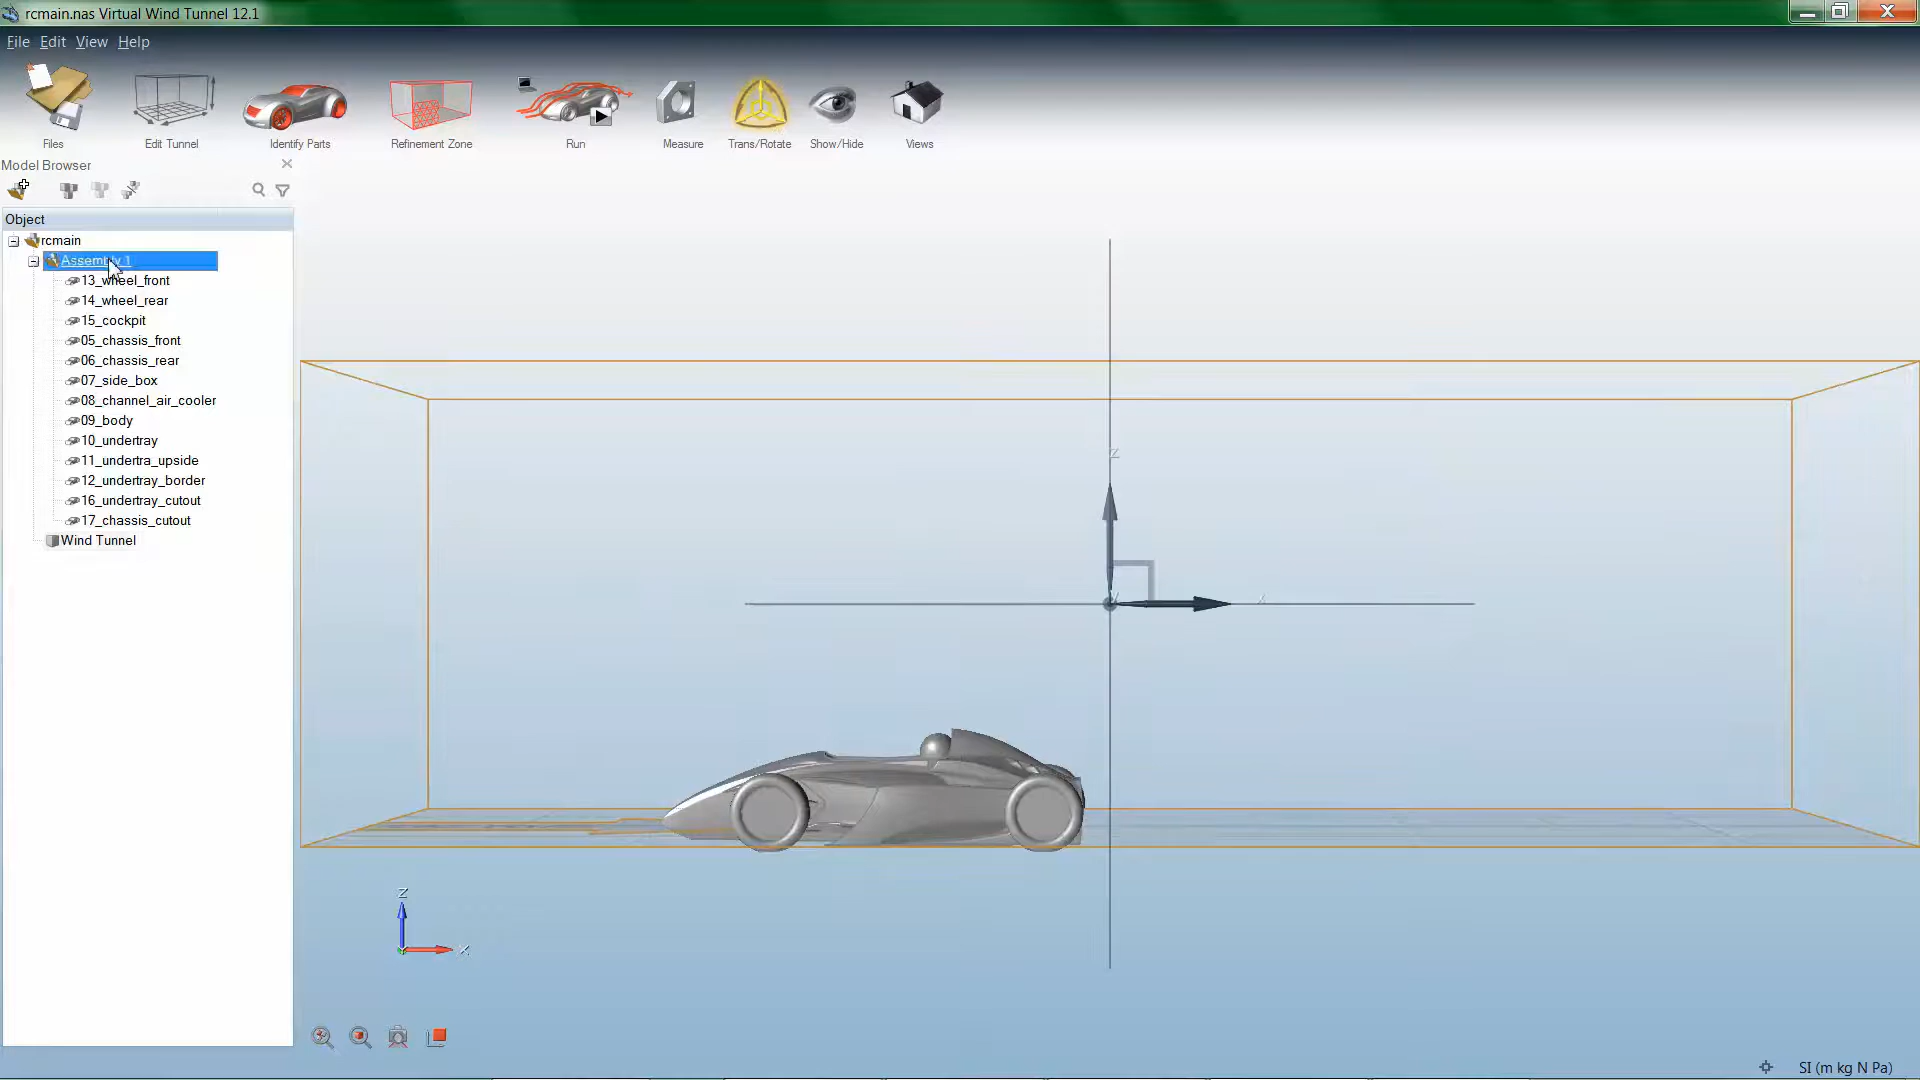 rcmain.nas Virtual Wind Tunnel 12.1
File Edit View Help
Files Edit Tunnel Identify Parts Refinement Zone Run Measure Trans/Rotate Show/Hide Views
Model Browser
Object
rcmain
Assembly 1
13_wheel_front
14_wheel_rear
15_cockpit
05_chassis_front
06_chassis_rear
07_side_box
08_channel_air_cooler
09_body
10_undertray
11_undertra_upside
12_undertray_border
16_undertray_cutout
17_chassis_cutout
Wind Tunnel
Z
Z
X
SI (m kg N Pa)